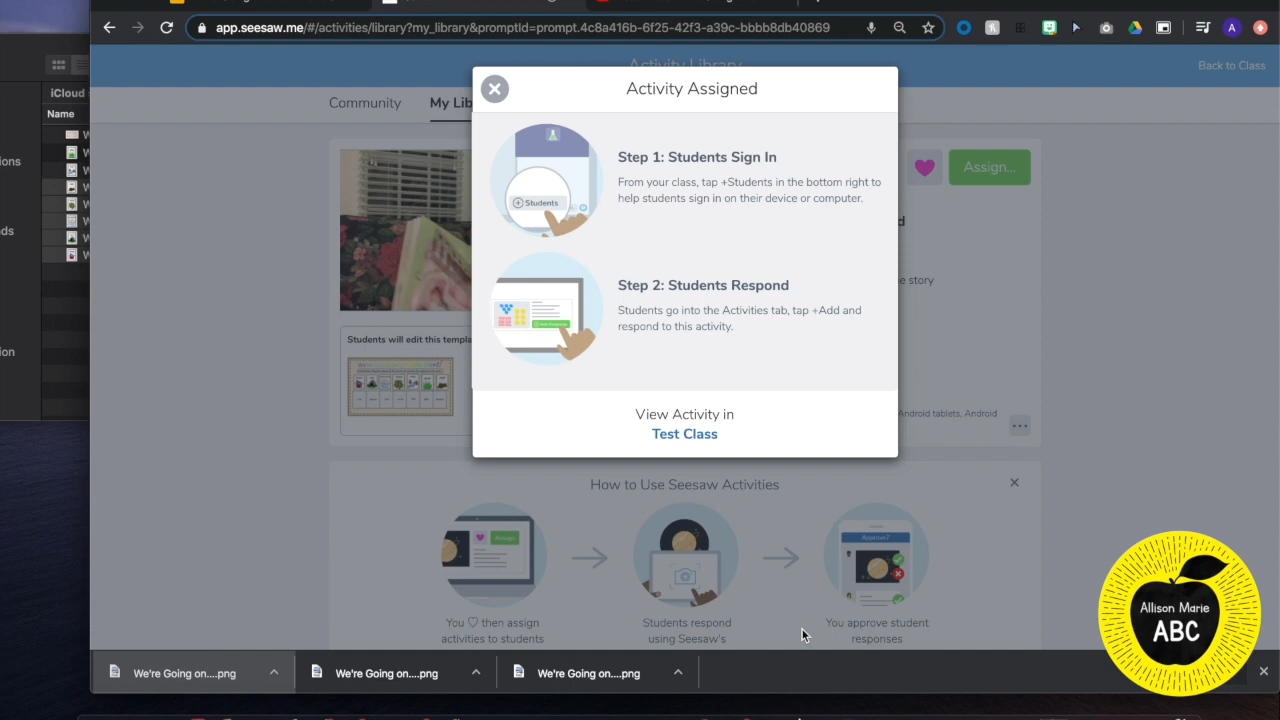 app.seesaw.me/#/activities/library?my_library&promptId=prompt.4c8a416b-6f25-42f3-a39c-bbbb8db40869
A
Activity Library
Back to Class
iCloud
Name
Community
My Lib
Activity Assigned
Assign...
Step 1: Students Sign In
From your class, tap +Students in the bottom right to
help students sign in on their device or computer.
Students
Step 2: Students Respond
Students go into the Activities tab, tap +Add and
respond to this activity.
e story
Students will edit this templa
Android tablets, Android
View Activity in
Test Class
How to Use Seesaw Activities
Assign
Approve?
You ♡ then assign
activities to students
Students respond
using Seesaw's
You approve student
responses
We're Going on....png
We're Going on....png
We're Going on....png
Allison Marie
ABC